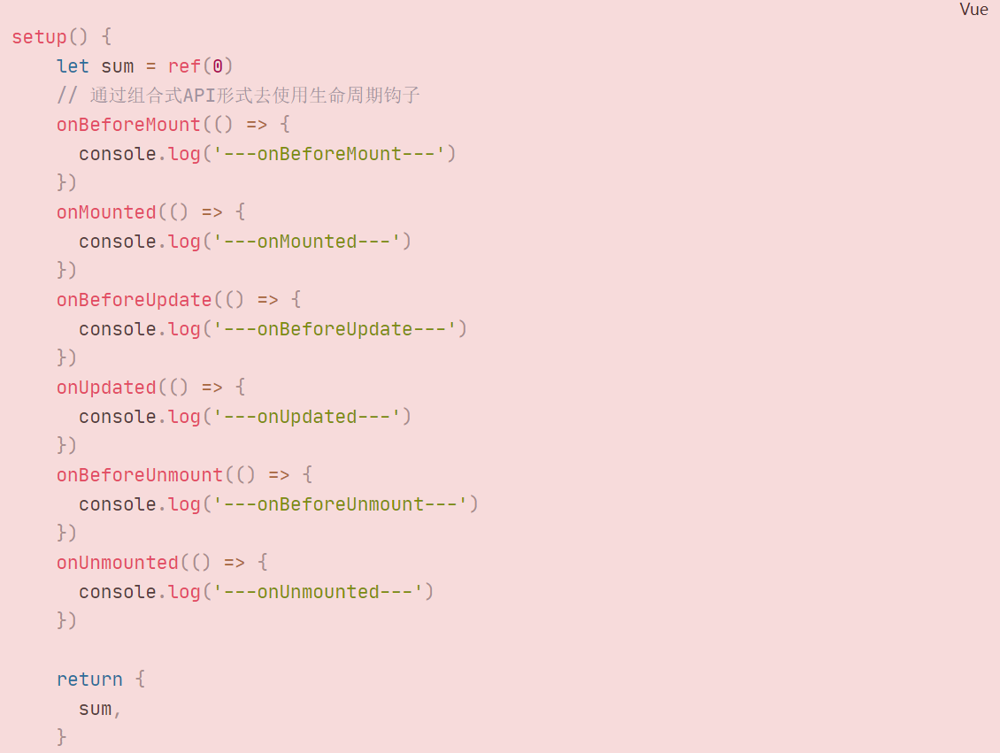 Vue
setup() {
    let sum = ref(0)
    // 通过组合式API形式去使用生命周期钩子
    onBeforeMount(() => {
      console.log('---onBeforeMount---')
    })
    onMounted(() => {
      console.log('---onMounted---')
    })
    onBeforeUpdate(() => {
      console.log('---onBeforeUpdate---')
    })
    onUpdated(() => {
      console.log('---onUpdated---')
    })
    onBeforeUnmount(() => {
      console.log('---onBeforeUnmount---')
    })
    onUnmounted(() => {
      console.log('---onUnmounted---')
    })

    return {
      sum,
    }